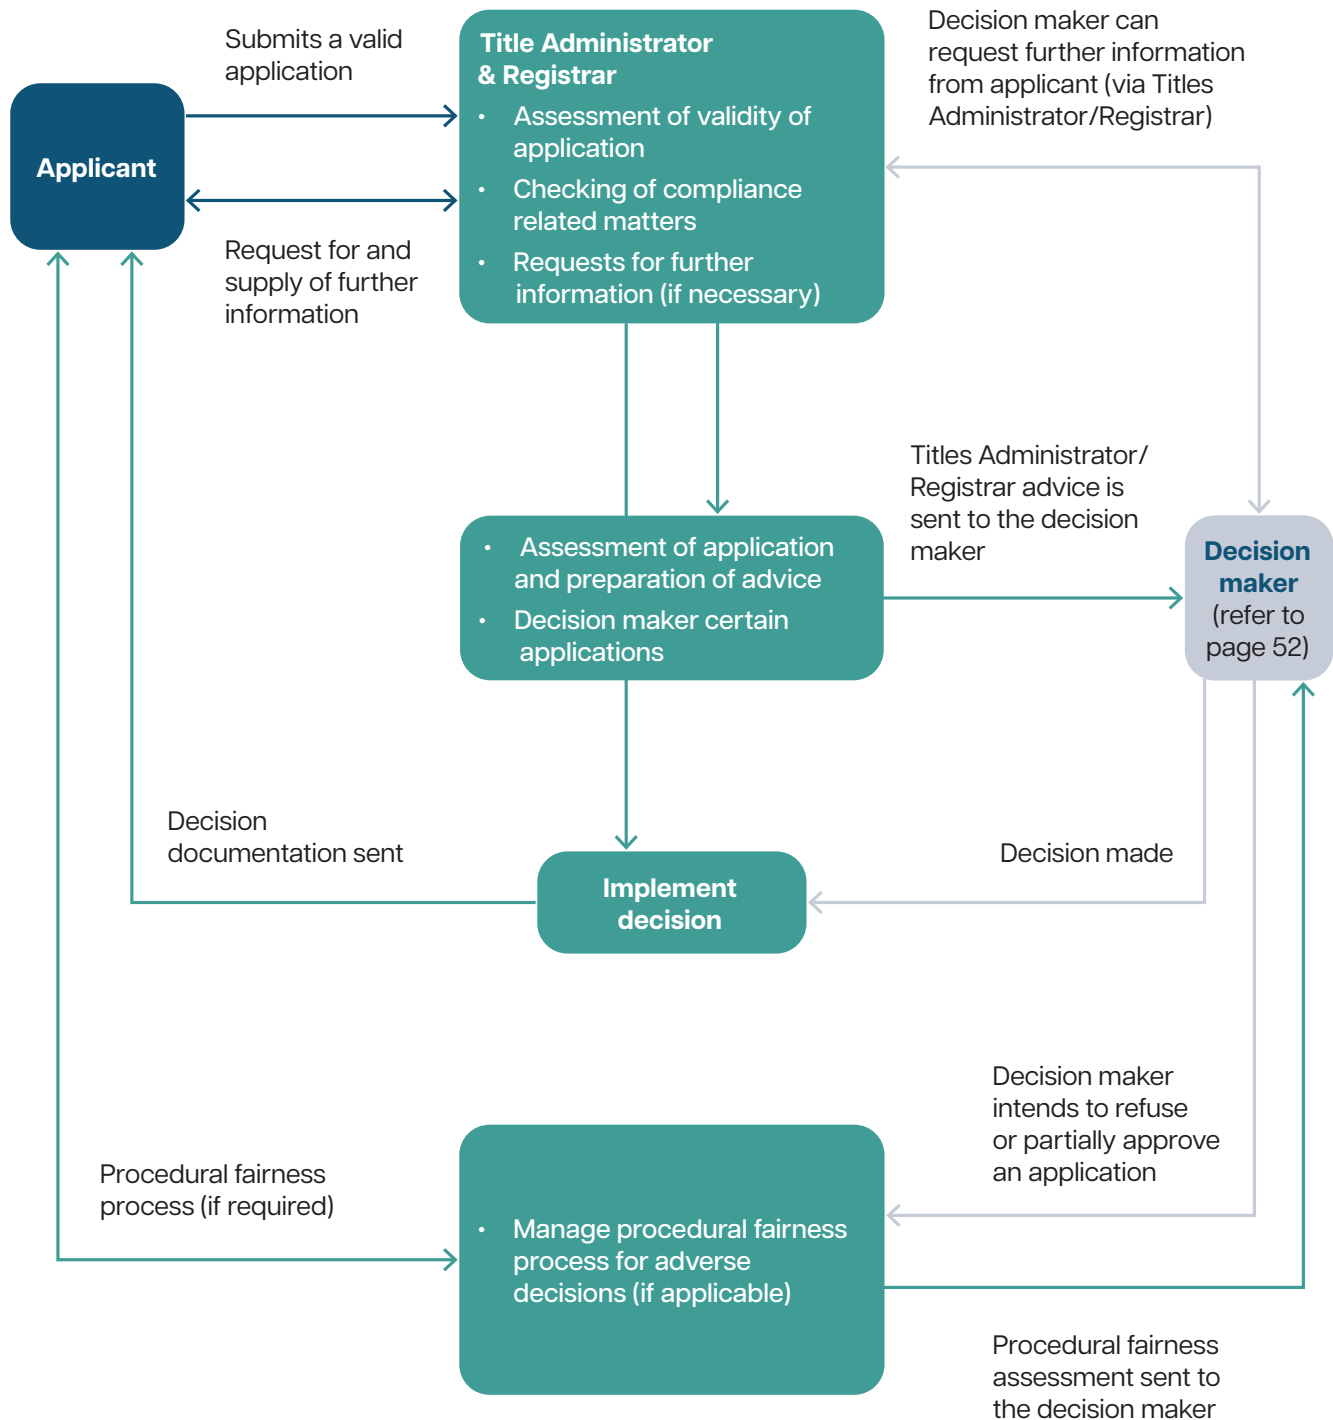 Submits a valid
application
Applicant
Request for and
supply of further
information
Title Administrator
& Registrar
• Assessment of validity of
application
• Checking of compliance
related matters
• Requests for further
information (if necessary)
Decision maker can
request further information
from applicant (via Titles
Administrator/Registrar)
• Assessment of application
and preparation of advice
• Decision maker certain
applications
Titles Administrator/
Registrar advice is
sent to the decision
maker
Decision
maker
(refer to
page 52)
Decision
documentation sent
Implement
decision
Decision made
Procedural fairness
process (if required)
• Manage procedural fairness
process for adverse
decisions (if applicable)
Decision maker
intends to refuse
or partially approve
an application
Procedural fairness
assessment sent to
the decision maker